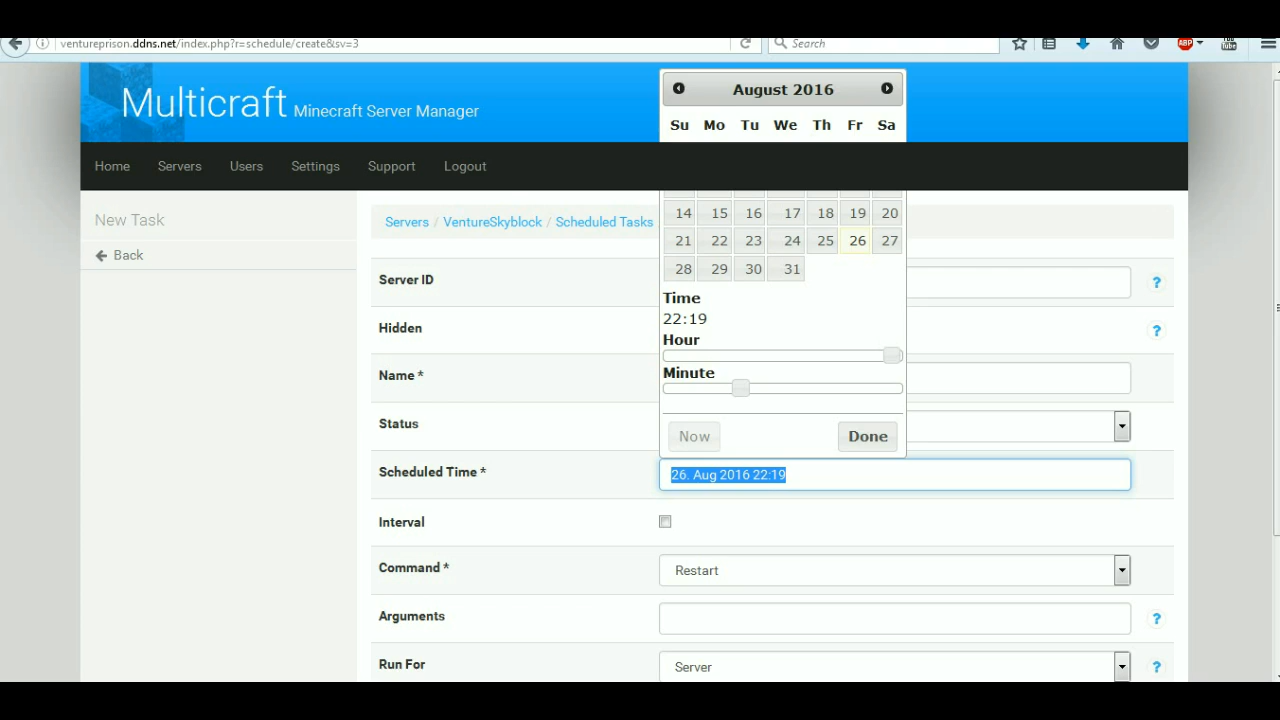 ventureprison.ddns.net/index.php?r=schedule/create&sv=3
Search
ABP
You Tube
Multicraft Minecraft Server Manager
Home Servers Users Settings Support Logout
New Task
Back
Servers / VentureSkyblock / Scheduled Tasks
August 2016
Su Mo Tu We Th Fr Sa
14 15 16 17 18 19 20
21 22 23 24 25 26 27
28 29 30 31
Time
22:19
Hour
Minute
Now Done
Server ID ?
Hidden ?
Name *
Status
Scheduled Time * 26. Aug 2016 22:19
Interval
Command * Restart
Arguments ?
Run For Server ?